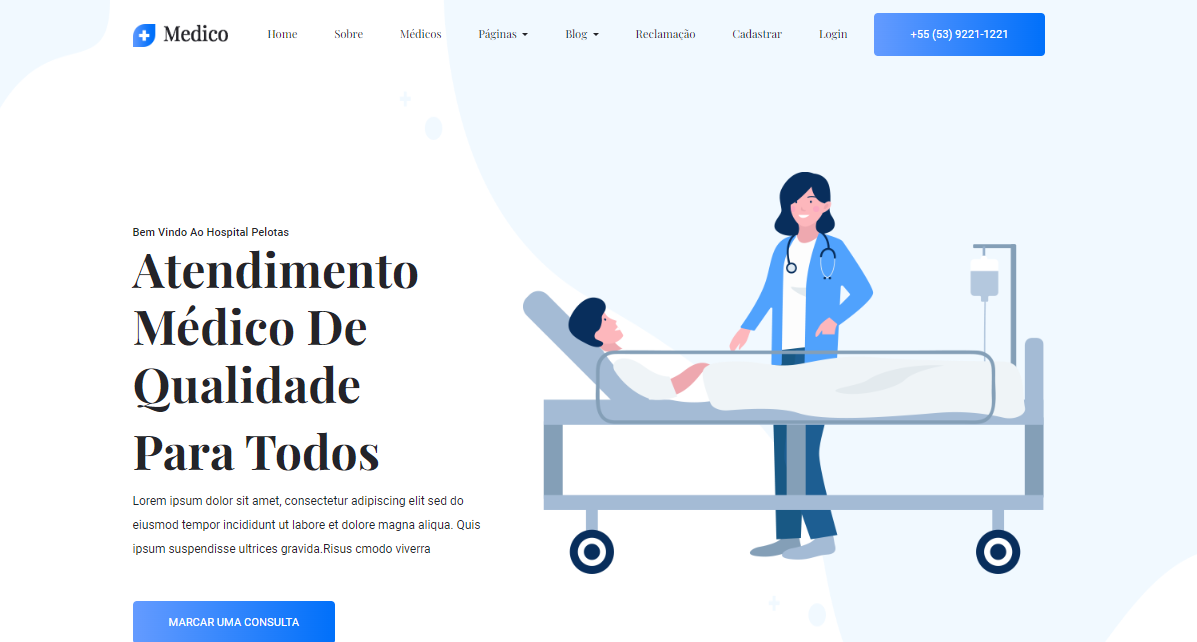 Medico
Home
Sobre
Médicos
Páginas
Blog
Reclamação
Cadastrar
Login
+55 (53) 9221-1221
Bem Vindo Ao Hospital Pelotas
Atendimento
Médico De
Qualidade
Para Todos
Lorem ipsum dolor sit amet, consectetur adipiscing elit sed do
eiusmod tempor incididunt ut labore et dolore magna aliqua. Quis
ipsum suspendisse ultrices gravida.Risus cmodo viverra
MARCAR UMA CONSULTA